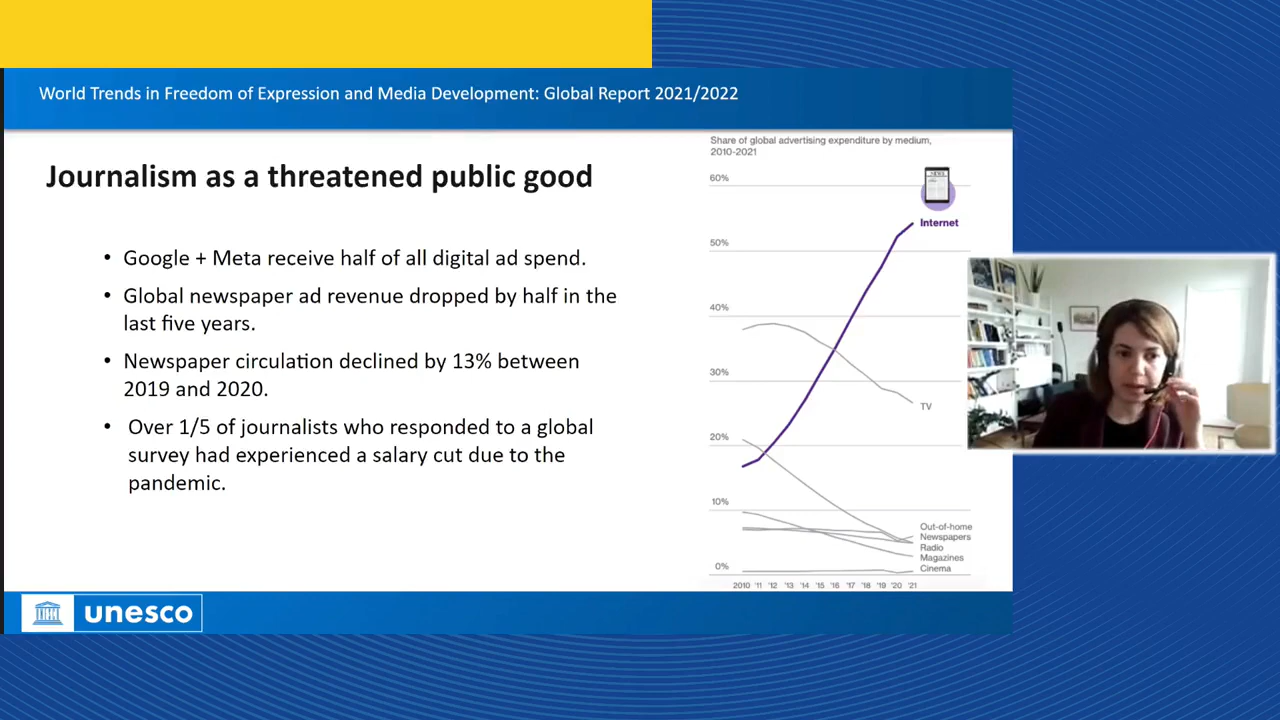 World Trends in Freedom of Expression and Media Development: Global Report 2021/2022
Journalism as a threatened public good
• Google + Meta receive half of all digital ad spend.
• Global newspaper ad revenue dropped by half in the
last five years.
• Newspaper circulation declined by 13% between
2019 and 2020.
• Over 1/5 of journalists who responded to a global
survey had experienced a salary cut due to the
pandemic.
Share of global advertising expenditure by medium,
2010-2021
60%
NEWS
Internet
50%
40%
30%
TV
20%
10%
Out-of-home
Newspapers
Radio
Magazines
0%
Cinema
2010 '11 '12 '13 '14 '15 '16 '17 '18 '19 '20 '21
unesco